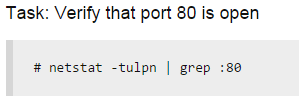 Task: Verify that port 80 is open
# netstat -tulpn | grep :80